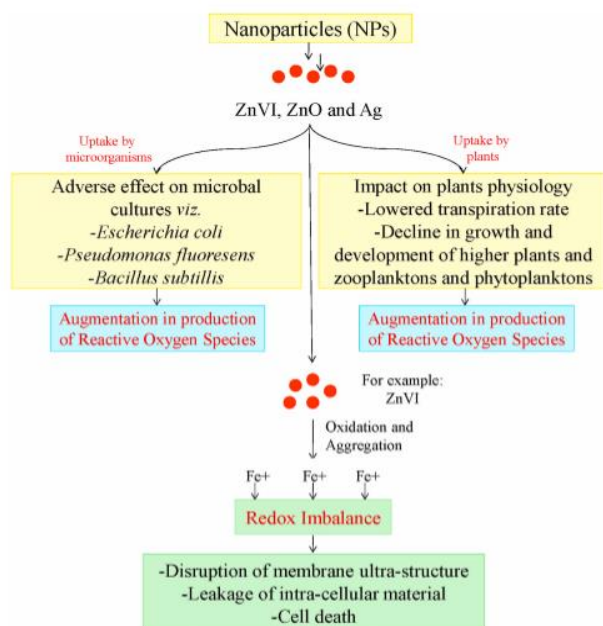 Nanoparticles (NPs)
ZnVI, ZnO and Ag
Uptake by
microorganisms
Uptake by
plants
Adverse effect on microbal
cultures viz.
-Escherichia coli
-Pseudomonas fluoresens
-Bacillus subtillis
Impact on plants physiology
-Lowered transpiration rate
-Decline in growth and
development of higher plants and
zooplanktons and phytoplanktons
Augmentation in production
of Reactive Oxygen Species
Augmentation in production
of Reactive Oxygen Species
For example:
ZnVI
Oxidation and
Aggregation
Fe+ Fe+ Fe+
Redox Imbalance
-Disruption of membrane ultra-structure
-Leakage of intra-cellular material
-Cell death